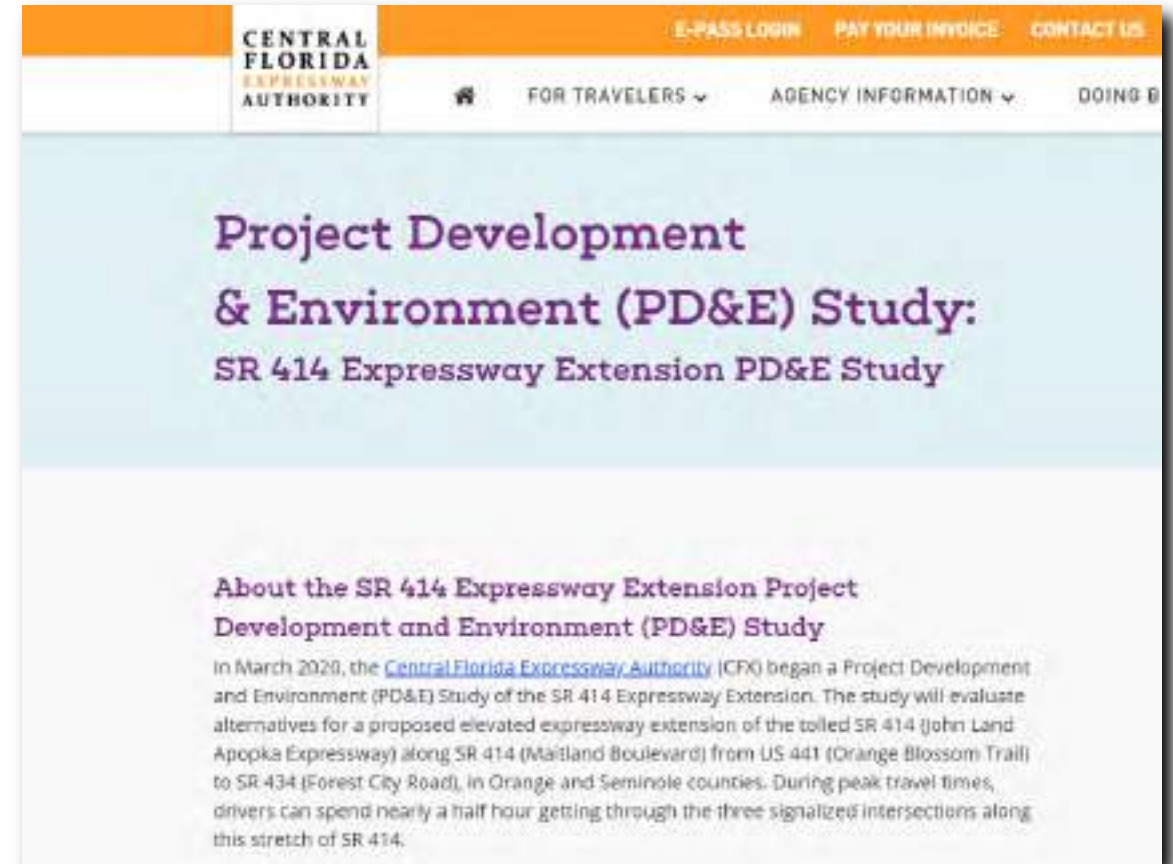 CENTRAL
FLORIDA
EXPRESSWAY
AUTHORITY
E-PASS LOGIN PAY YOUR INVOICE CONTACT US
FOR TRAVELERS AGENCY INFORMATION DOING B
Project Development
& Environment (PD&E) Study:
SR 414 Expressway Extension PD&E Study
About the SR 414 Expressway Extension Project
Development and Environment (PD&E) Study
In March 2020, the Central Florida Expressway Authority (CFX) began a Project Development
and Environment (PD&E) Study of the SR 414 Expressway Extension. The study will evaluate
alternatives for a proposed elevated expressway extension of the tolled SR 414 (John Land
Apopka Expressway) along SR 414 (Maitland Boulevard) from US 441 (Orange Blossom Trail)
to SR 434 (Forest City Road), in Orange and Seminole counties. During peak travel times,
drivers can spend nearly a half hour getting through the three signalized intersections along
this stretch of SR 414.